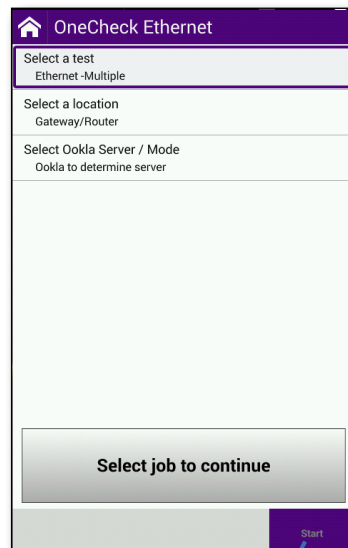 OneCheck Ethernet
Select a test
Ethernet -Multiple
Select a location
Gateway/Router
Select Ookla Server / Mode
Ookla to determine server
Select job to continue
Start